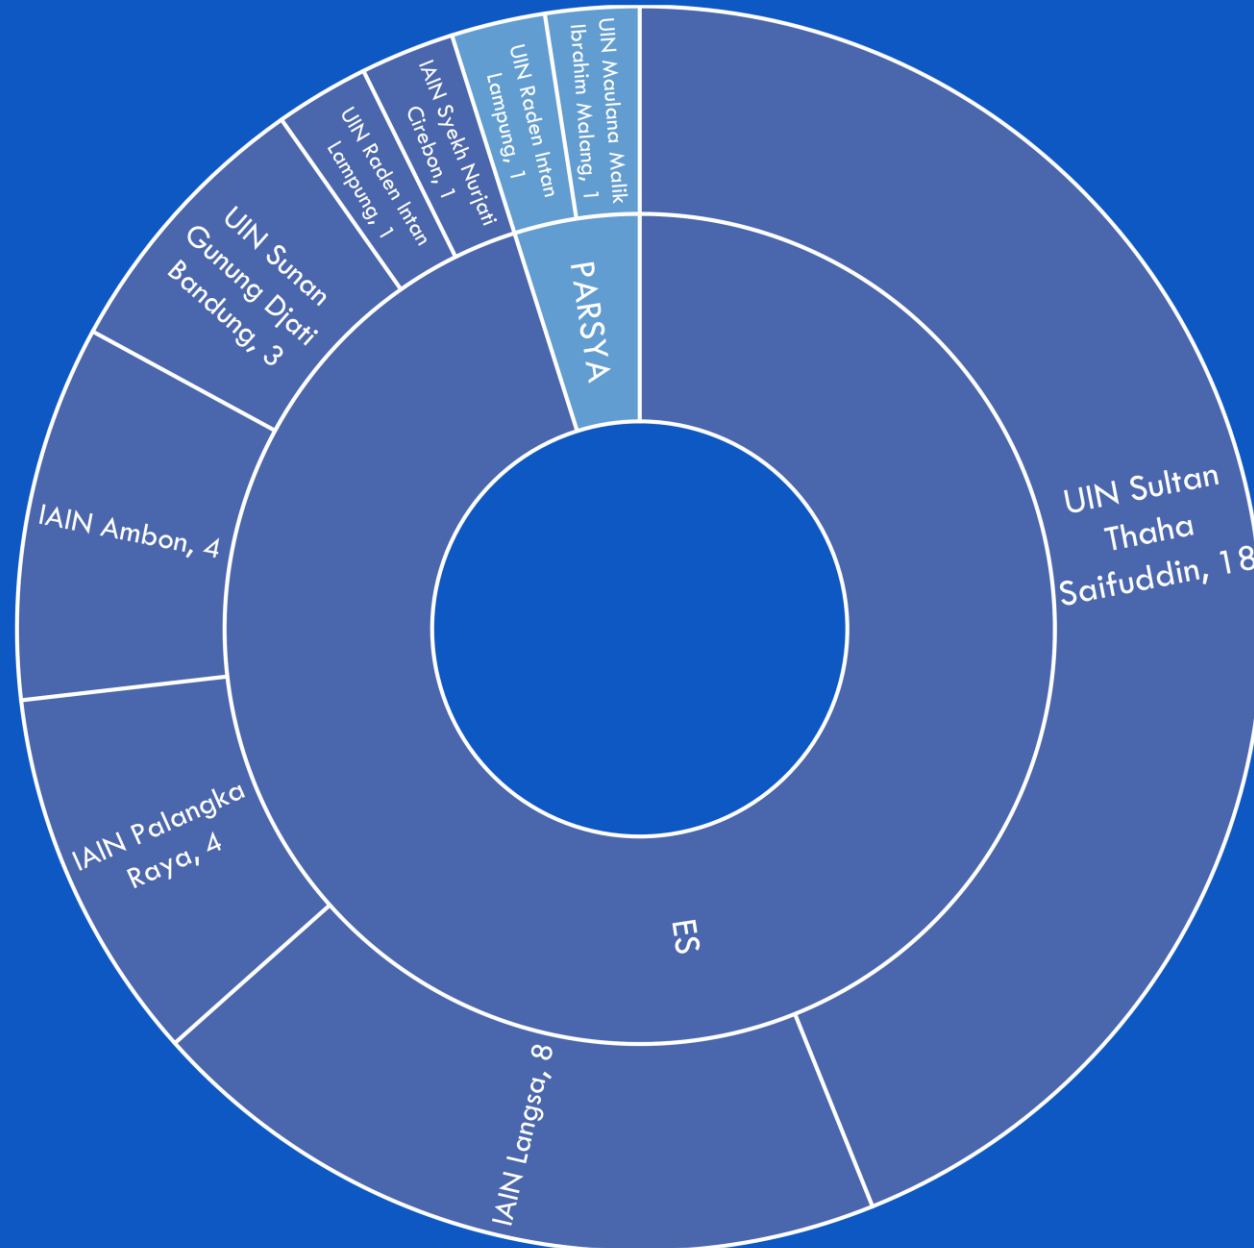 UIN Sultan
Thaha
Saifuddin, 18
IAIN Langsa, 8
IAIN Palangka
Raya, 4
IAIN Ambon, 4
UIN Sunan
Gunung Djati
Bandung, 3
UIN Raden Intan
Lampung, 1
IAIN Syekh Nurjati
Cirebon, 1
UIN Raden Intan
Lampung, 1
UIN Maulana Malik
Ibrahim Malang, 1
PARSYA
ES